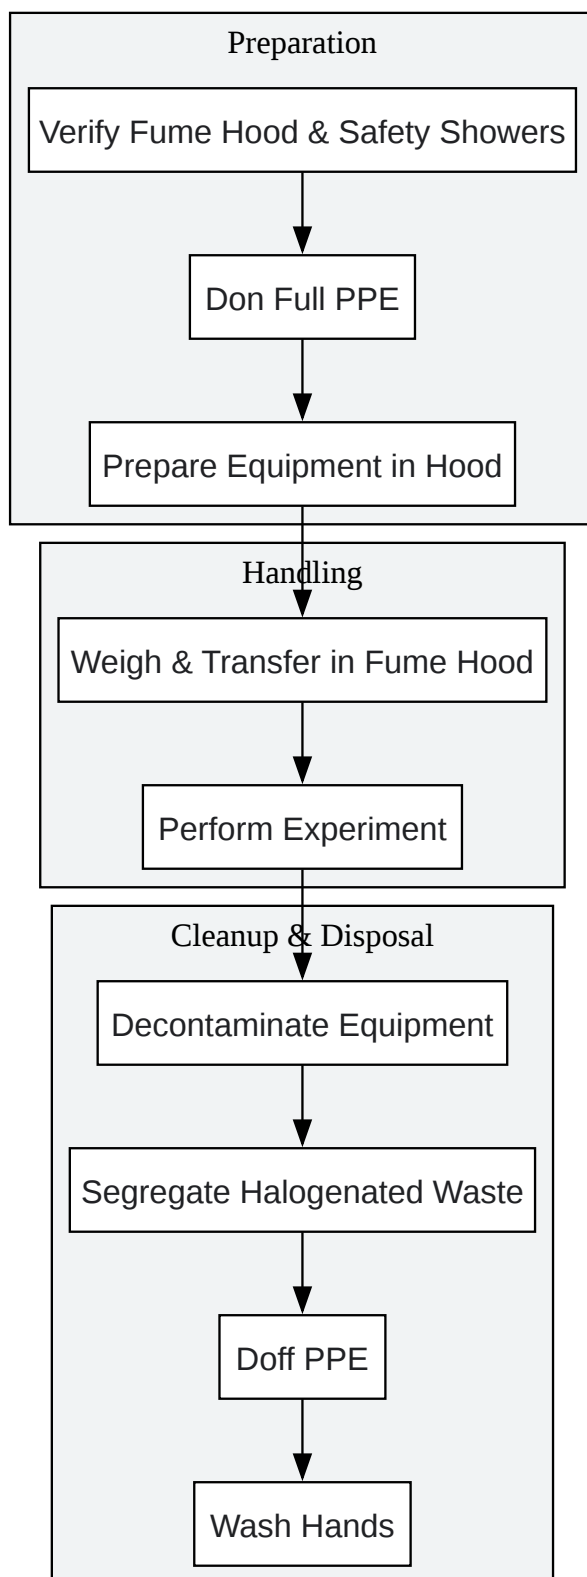 Preparation
Verify Fume Hood & Safety Showers
Don Full PPE
Prepare Equipment in Hood
Handling
Weigh & Transfer in Fume Hood
Perform Experiment
Cleanup & Disposal
Decontaminate Equipment
Segregate Halogenated Waste
Doff PPE
Wash Hands